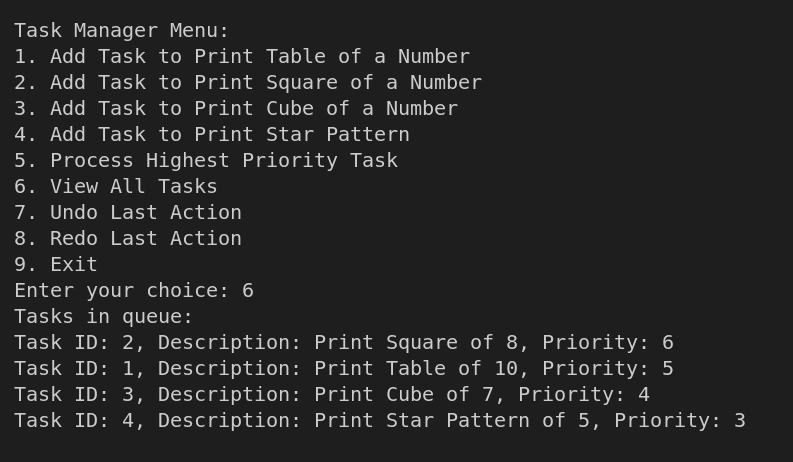 Task Manager Menu:
1. Add Task to Print Table of a Number
2. Add Task to Print Square of a Number
3. Add Task to Print Cube of a Number
4. Add Task to Print Star Pattern
5. Process Highest Priority Task
6. View All Tasks
7. Undo Last Action
8. Redo Last Action
9. Exit
Enter your choice: 6
Tasks in queue:
Task ID: 2, Description: Print Square of 8, Priority: 6
Task ID: 1, Description: Print Table of 10, Priority: 5
Task ID: 3, Description: Print Cube of 7, Priority: 4
Task ID: 4, Description: Print Star Pattern of 5, Priority: 3